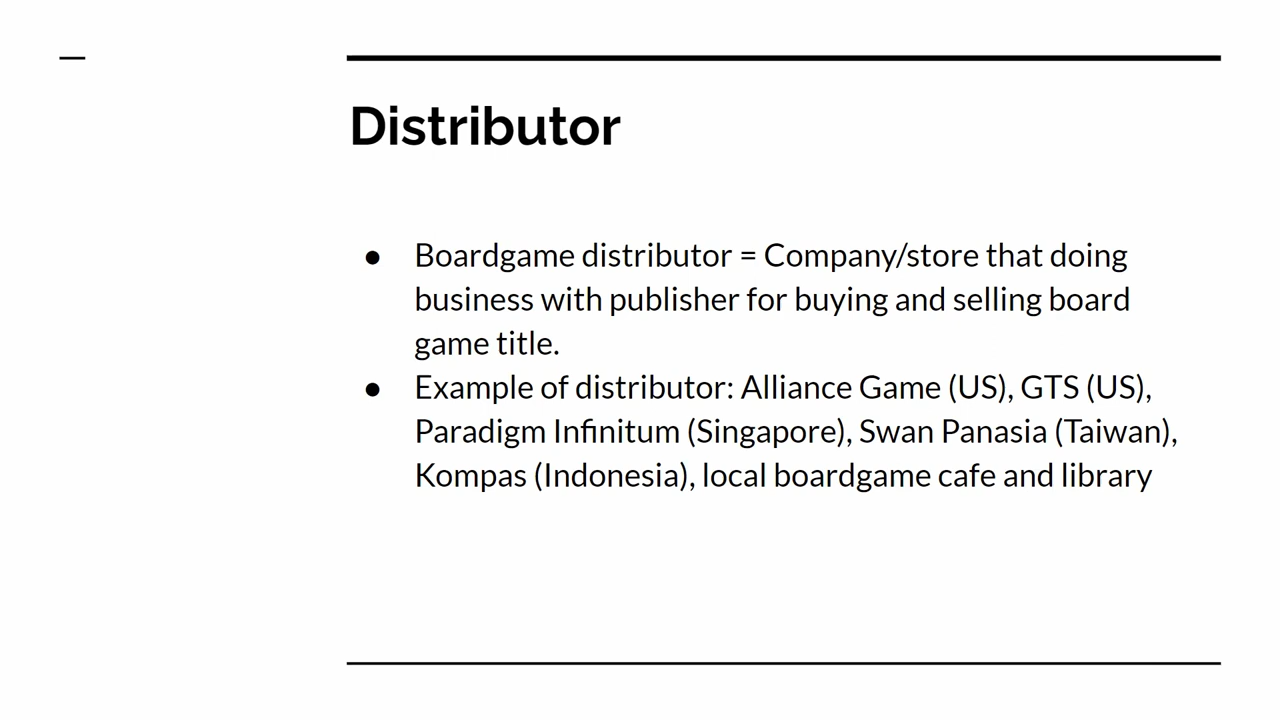 Distributor
● Boardgame distributor = Company/store that doing
business with publisher for buying and selling board
game title.
● Example of distributor: Alliance Game (US), GTS (US),
Paradigm Infinitum (Singapore), Swan Panasia (Taiwan),
Kompas (Indonesia), local boardgame cafe and library